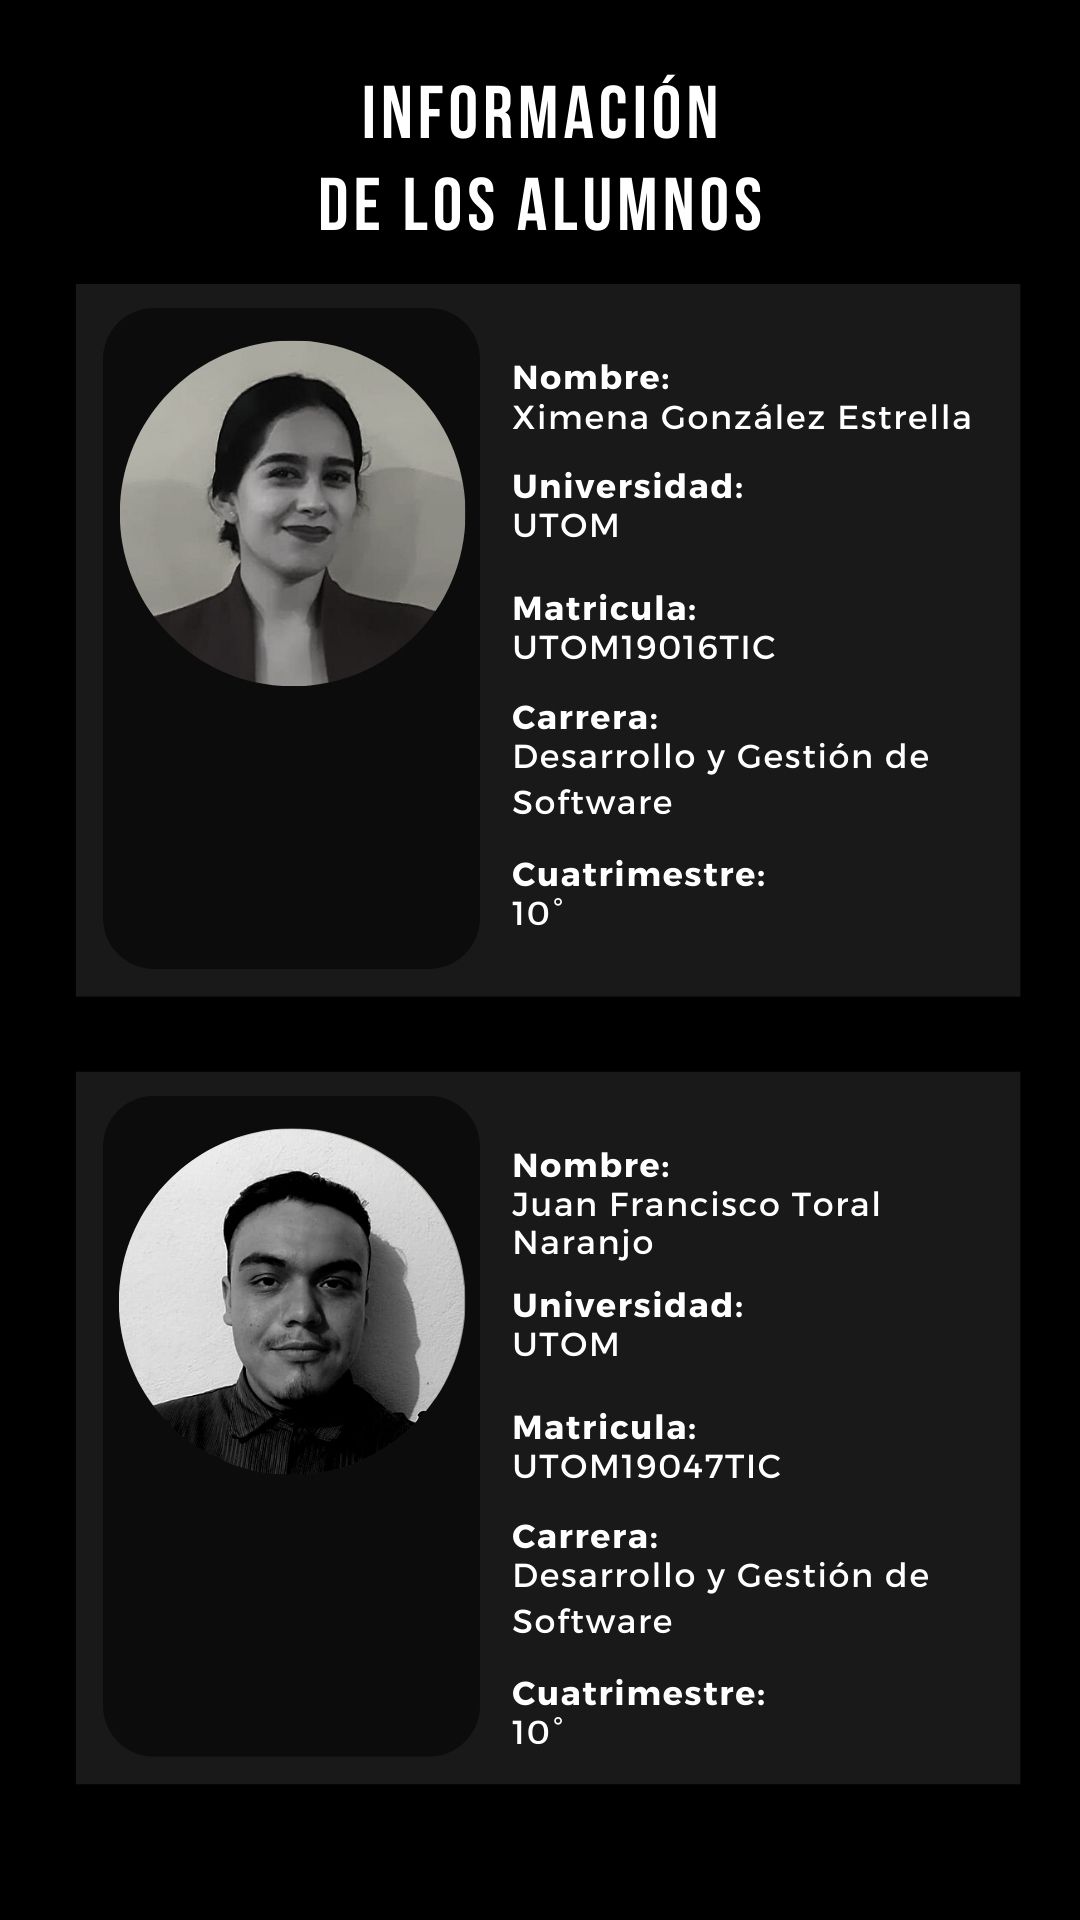 INFORMACIÓN
DE LOS ALUMNOS
Nombre:
Ximena González Estrella
Universidad:
UTOM
Matricula:
UTOM19016TIC
Carrera:
Desarrollo y Gestión de
Software
Cuatrimestre:
10°
Nombre:
Juan Francisco Toral
Naranjo
Universidad:
UTOM
Matricula:
UTOM19047TIC
Carrera:
Desarrollo y Gestión de
Software
Cuatrimestre:
10°